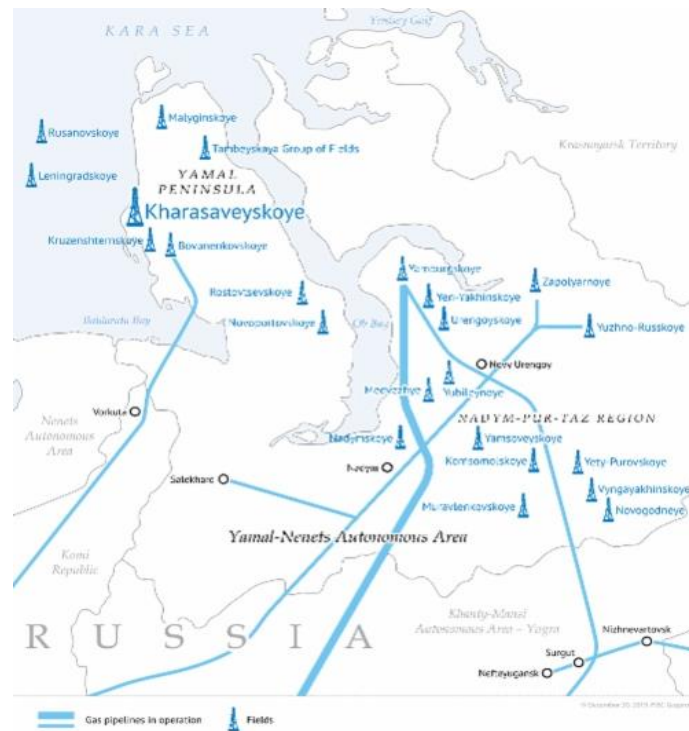 KARA SEA
Yenisey Gulf
Malyginskoye
Rusanovskoye
Tambeyskaya Group of Fields
Krasnoyarsk Territory
Leningradskoye
YAMAL
PENINSULA
Kharasaveyskoye
Kruzenshternskoye
Bovanenkovskoye
Yamburgskoye
Zapolyarnoye
Rostovtsevskoye
Yen-Yakhinskoye
Baidarata Bay
Novoportovskoye
Ob Bay
Urengoyskoye
Yuzhno-Russkoye
Novy Urengoy
Medvezhye
Yubileynoye
Vorkuta
NADYM-PUR-TAZ REGION
Nenets
Autonomous
Area
Nadymskoye
Yamsoveyskoye
Nadym
Komsomolskoye
Yety-Purovskoye
Salekhard
Vyngayakhinskoye
Muravlenkovskoye
Novogodneye
Yamal-Nenets Autonomous Area
Komi
Republic
Khanty-Mansi
Autonomous Area – Yugra
RUSSIA
Nizhnevartovsk
Surgut
Nefteyugansk
Gas pipelines in operation
Fields